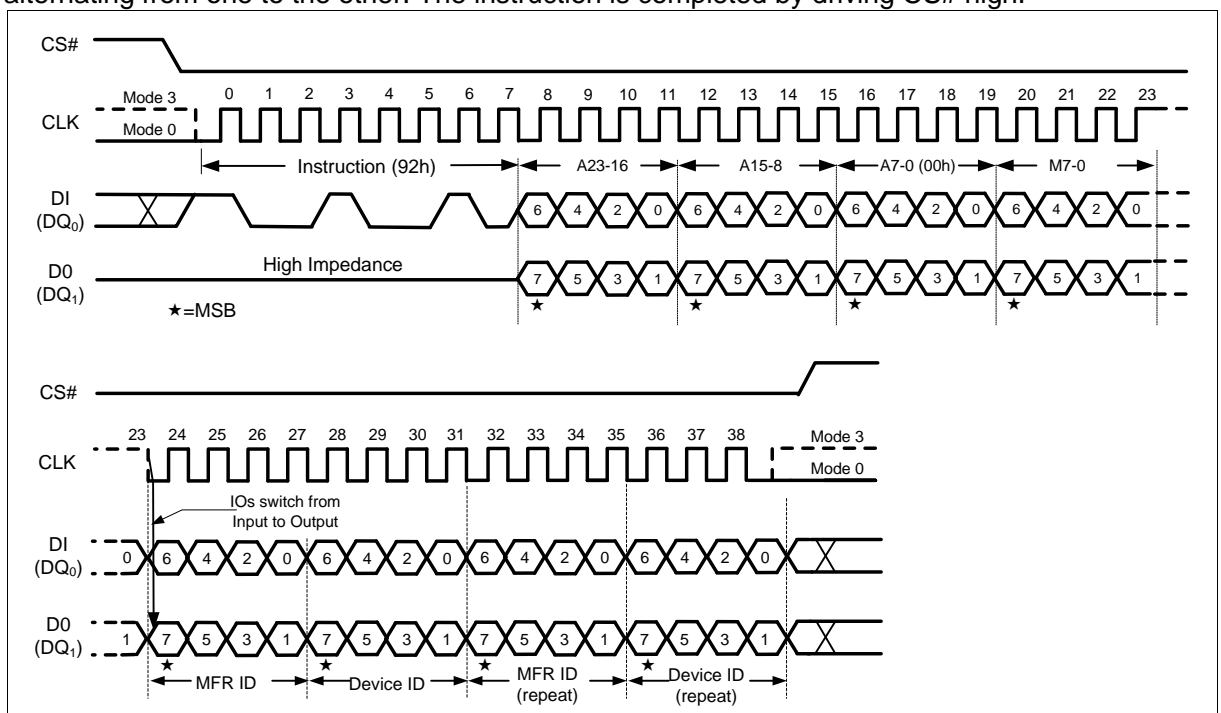 alternating from one to the other. The instruction is completed by driving CS# high.
CS#
Mode 3 0 1 2 3 4 5 6 7 8 9 10 11 12 13 14 15 16 17 18 19 20 21 22 23
CLK
Mode 0
Instruction (92h) A23-16 A15-8 A7-0 (00h) M7-0
DI
(DQ0) 6 4 2 0 6 4 2 0 6 4 2 0 6 4 2 0
D0 High Impedance
(DQ1) 7 5 3 1 7 5 3 1 7 5 3 1 7 5 3 1
★=MSB ★ ★ ★ ★
CS#
23 24 25 26 27 28 29 30 31 32 33 34 35 36 37 38 Mode 3
CLK
Mode 0
IOs switch from
Input to Output
DI
(DQ0) 0 6 4 2 0 6 4 2 0 6 4 2 0 6 4 2 0
D0
(DQ1) 1 7 5 3 1 7 5 3 1 7 5 3 1 7 5 3 1
★ ★ ★ ★
MFR ID Device ID MFR ID Device ID
(repeat) (repeat)